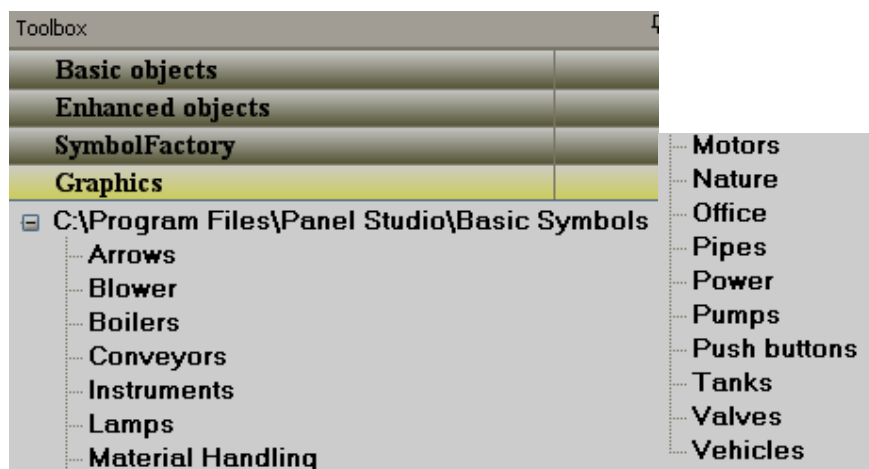 Toolbox
Basic objects
Enhanced objects
SymbolFactory
Graphics
C:\Program Files\Panel Studio\Basic Symbols
Arrows
Blower
Boilers
Conveyors
Instruments
Lamps
Material Handling
Motors
Nature
Office
Pipes
Power
Pumps
Push buttons
Tanks
Valves
Vehicles